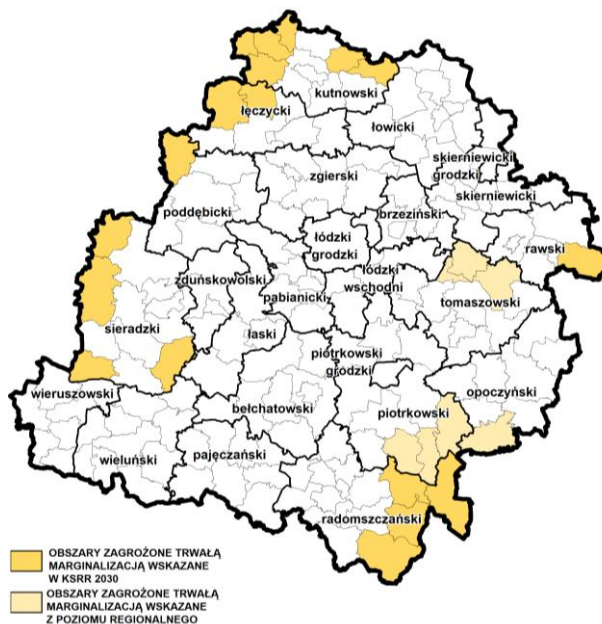 kutnowski
łęczycki
łowicki
skierniewicki
grodzki
skierniewicki
zgierski
brzeziński
poddębicki
łódzki
grodzki
rawski
łódzki
wschodni
zduńskowolski
pabianicki
tomaszowski
sieradzki
łaski
piotrkowski
grodzki
opoczyński
wieruszowski
bełchatowski
piotrkowski
wieluński
pajęczański
radomszczański
OBSZARY ZAGROŻONE TRWAŁĄ
MARGINALIZACJĄ WSKAZANE
W KSRR 2030
OBSZARY ZAGROŻONE TRWAŁĄ
MARGINALIZACJĄ WSKAZANE
Z POZIOMU REGIONALNEGO